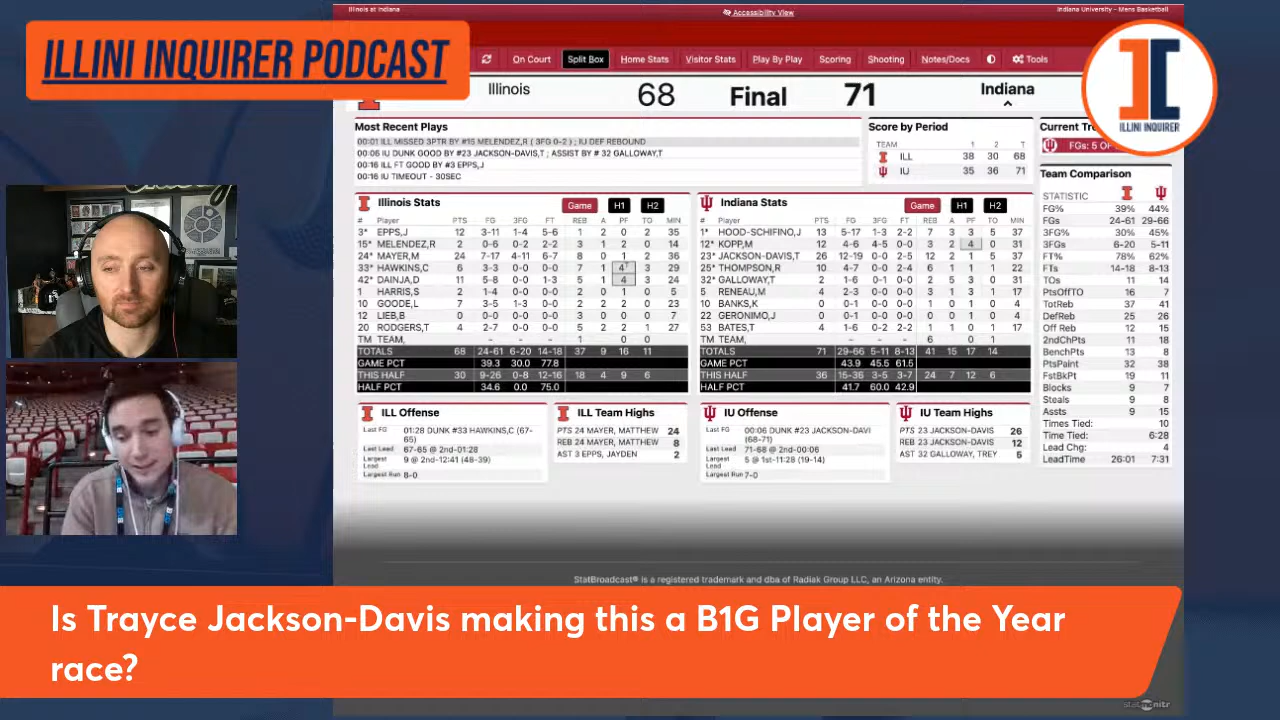 Illinois at Indiana
Accessibility View
Indiana University - Mens Basketball
ILLINI INQUIRER PODCAST
On Court
Split Box
Home Stats
Visitor Stats
Play By Play
Scoring
Shooting
Notes/Docs
Tools
Illinois
68
Final
71
Indiana
ILLINI INQUIRER
Most Recent Plays
00:01 ILL MISSED 3PTR BY #15 MELENDEZ,R ( 3FG 0-2 ) ; IU DEF REBOUND
00:06 IU DUNK GOOD BY #23 JACKSON-DAVIS,T ; ASSIST BY # 32 GALLOWAY,T
00:16 ILL FT GOOD BY #3 EPPS,J
00:16 IU TIMEOUT - 30SEC
Score by Period
TEAM 1 2 T
ILL 38 30 68
IU 35 36 71
FGs: 5 OF
Illinois Stats
Game H1 H2
# Player PTS FG 3FG FT REB A PF TO MIN
3* EPPS,J 12 3-11 1-4 5-6 1 2 0 2 35
15* MELENDEZ,R 2 0-6 0-2 2-2 3 1 2 1 14
24* MAYER,M 24 7-17 4-11 6-7 8 0 1 2 36
33* HAWKINS,C 6 3-3 0-0 0-0 7 1 4 3 29
42* DAINJA,D 11 5-8 0-0 1-3 5 1 4 3 24
1 HARRIS,S 2 1-4 0-0 0-0 2 0 1 0 5
10 GOODE,L 7 3-5 1-3 0-0 2 2 0 0 23
12 LIEB,B 0 0-0 0-0 0-0 3 0 0 0 7
20 RODGERS,T 4 2-7 0-0 0-0 5 2 2 1 27
TM TEAM, - - - 1 0
TOTALS 68 24-61 6-20 14-18 37 9 16 11
GAME PCT 39.3 30.0 77.8
THIS HALF 30 9-26 0-8 12-16 18 4 9 6
HALF PCT 34.6 0.0 75.0
Indiana Stats
Game H1 H2
# Player PTS FG 3FG FT REB A PF TO MIN
1* HOOD-SCHIFINO,J 13 5-17 1-3 2-2 7 3 3 5 37
12* KOPP,M 12 4-6 4-5 0-0 3 2 4 0 31
23* JACKSON-DAVIS,T 26 12-19 0-0 2-5 12 2 1 5 37
25* THOMPSON,R 10 4-7 0-0 2-4 6 1 1 1 22
32* GALLOWAY,T 2 1-6 0-1 0-0 2 5 3 0 31
5 RENEAU,M 4 2-3 0-0 0-0 3 1 3 1 17
10 BANKS,K 0 0-1 0-0 0-0 1 0 1 0 4
22 GERONIMO,J 0 0-1 0-0 0-0 0 0 0 1 4
53 BATES,T 4 1-6 0-2 2-2 1 1 0 1 17
TM TEAM, - - - 6 0
TOTALS 71 29-66 5-11 8-13 41 15 17 14
GAME PCT 43.9 45.5 61.5
THIS HALF 36 15-36 3-5 3-7 24 7 12 6
HALF PCT 41.7 60.0 42.9
Team Comparison
STATISTIC
FG% 39% 44%
FGs 24-61 29-66
3FG% 30% 45%
3FGs 6-20 5-11
FT% 78% 62%
FTs 14-18 8-13
TOs 11 14
PtsOffTO 16 7
TotReb 37 41
DefReb 25 26
Off Reb 12 15
2ndChPts 11 18
BenchPts 13 8
PtsPaint 32 38
FstBkPt 19 11
Blocks 9 7
Steals 9 8
Assts 9 15
Times Tied: 10
Time Tied: 6:28
Lead Chg: 4
LeadTime 26:01 7:31
ILL Offense
Last FG 01:28 DUNK #33 HAWKINS,C (67-65)
Last Lead 67-65 @ 2nd-01:28
Largest Lead 9 @ 2nd-12:41 (48-39)
Largest Run 8-0
ILL Team Highs
PTS 24 MAYER, MATTHEW 24
REB 24 MAYER, MATTHEW 8
AST 3 EPPS, JAYDEN 2
IU Offense
Last FG 00:06 DUNK #23 JACKSON-DAVI (68-71)
Last Lead 71-68 @ 2nd-00:06
Largest Lead 5 @ 1st-11:28 (19-14)
Largest Run 7-0
IU Team Highs
PTS 23 JACKSON-DAVIS 26
REB 23 JACKSON-DAVIS 12
AST 32 GALLOWAY, TREY 5
StatBroadcast® is a registered trademark and dba of Radiak Group LLC, an Arizona entity.
Is Trayce Jackson-Davis making this a B1G Player of the Year
race?